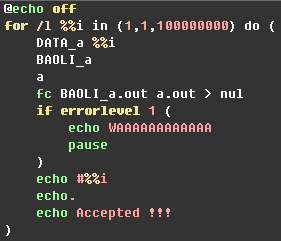 @echo off
for /l %%i in (1,1,100000000) do (
DATA_a %%i
BAOLI_a
a
fc BAOLI_a.out a.out > nul
if errorlevel 1 (
echo WAAAAAAAAAAAA
pause
)
echo #%%i
echo.
echo Accepted !!!
)